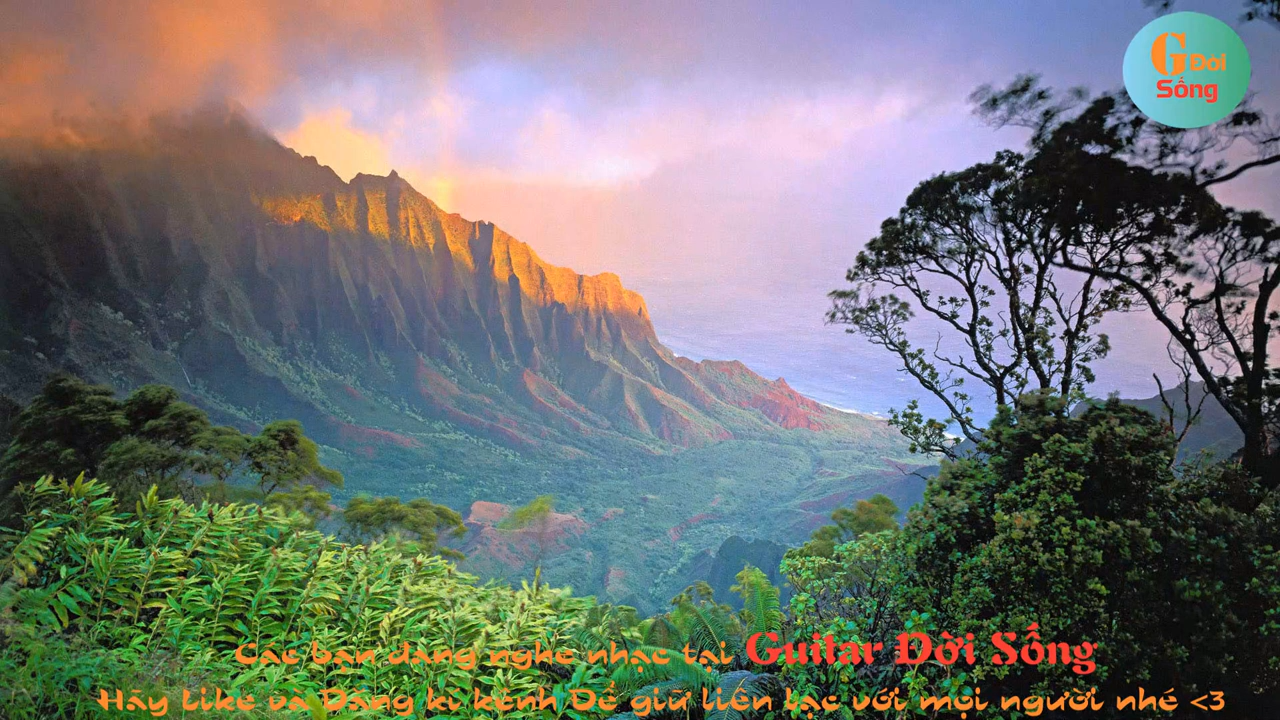 G Đời
Sống
Các bạn đang nghe nhạc tại Guitar Đời Sống
Hãy Like và Đăng kí kênh Để giữ liên lạc với mọi người nhé <3